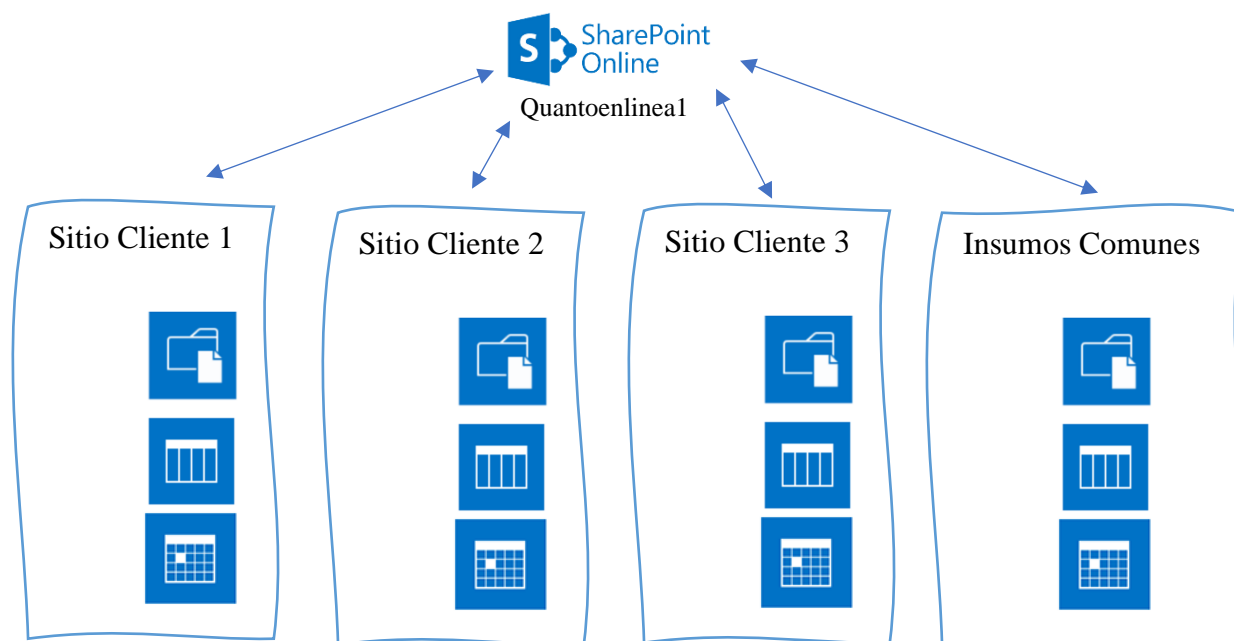 S
SharePoint
Online
Quantoenlinea1
Sitio Cliente 1
Sitio Cliente 2
Sitio Cliente 3
Insumos Comunes